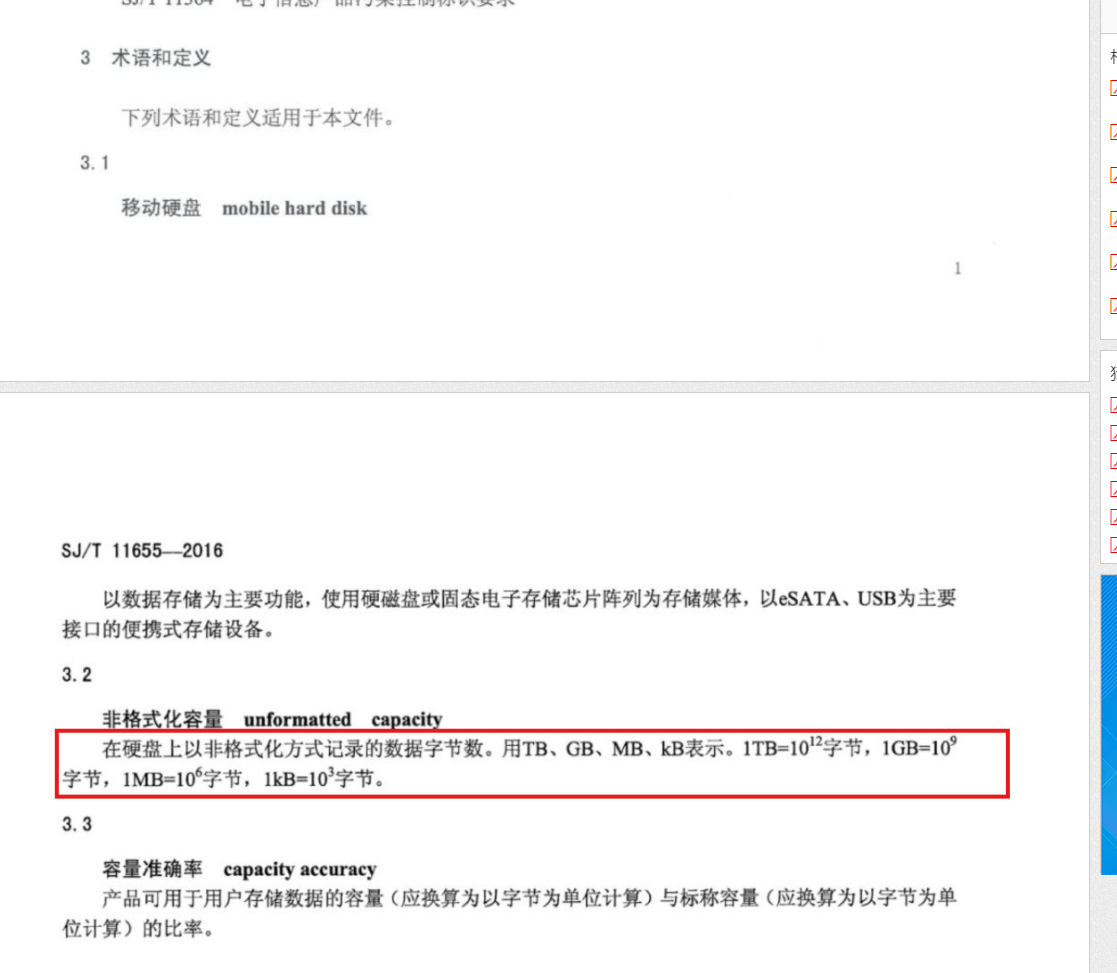 SJ/T 11364 电子信息产品污染控制标识要求
3 术语和定义
下列术语和定义适用于本文件。
3.1
移动硬盘 mobile hard disk
1
SJ/T 11655—2016
以数据存储为主要功能，使用硬磁盘或固态电子存储芯片阵列为存储媒体，以eSATA、USB为主要
接口的便携式存储设备。
3.2
非格式化容量 unformatted capacity
在硬盘上以非格式化方式记录的数据字节数。用TB、GB、MB、kB表示。1TB=10¹²字节，1GB=10⁹
字节，1MB=10⁶字节，1kB=10³字节。
3.3
容量准确率 capacity accuracy
产品可用于用户存储数据的容量（应换算为以字节为单位计算）与标称容量（应换算为以字节为单
位计算）的比率。